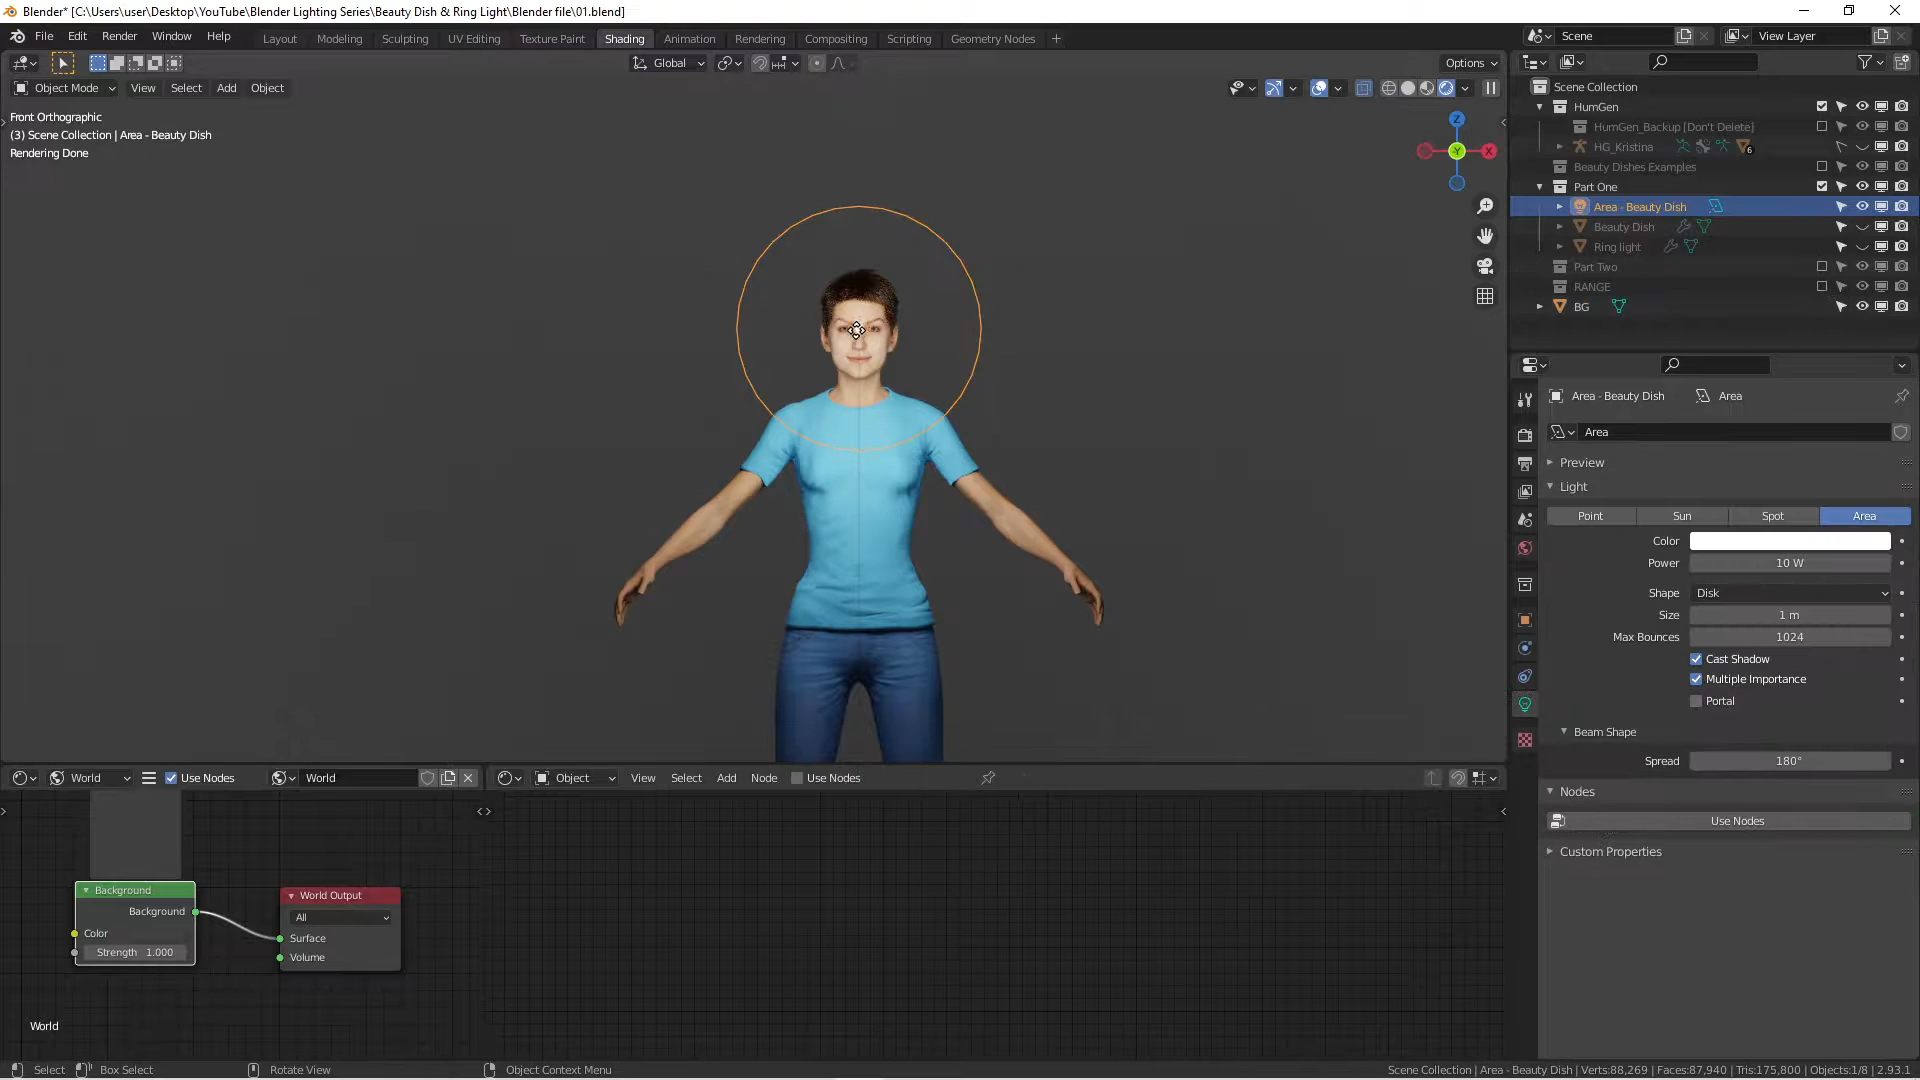 Blender* [C:\Users\user\Desktop\YouTube\Blender Lighting Series\Beauty Dish & Ring Light\Blender file\01.blend]
File Edit Render Window Help Layout Modeling Sculpting UV Editing Texture Paint Shading Animation Rendering Compositing Scripting Geometry Nodes +
Scene View Layer
Global Options
Object Mode View Select Add Object
Front Orthographic
(3) Scene Collection | Area - Beauty Dish
Rendering Done
Z
X
-Y
Scene Collection
HumGen
HumGen_Backup [Don't Delete]
HG_Kristina 6
Beauty Dishes Examples
Part One
Area - Beauty Dish
Beauty Dish
Ring light
Part Two
RANGE
BG
Area - Beauty Dish Area
Area
Preview
Light
Point Sun Spot Area
Color
Power 10 W
Shape Disk
Size 1 m
Max Bounces 1024
Cast Shadow
Multiple Importance
Portal
Beam Shape
Spread 180°
Nodes
Use Nodes
Custom Properties
World Use Nodes World
Object View Select Add Node Use Nodes
Background
Background
Color
Strength 1.000
World Output
All
Surface
Volume
World
Select Box Select Rotate View Object Context Menu
Scene Collection | Area - Beauty Dish | Verts:88,269 | Faces:87,940 | Tris:175,800 | Objects:1/8 | 2.93.1